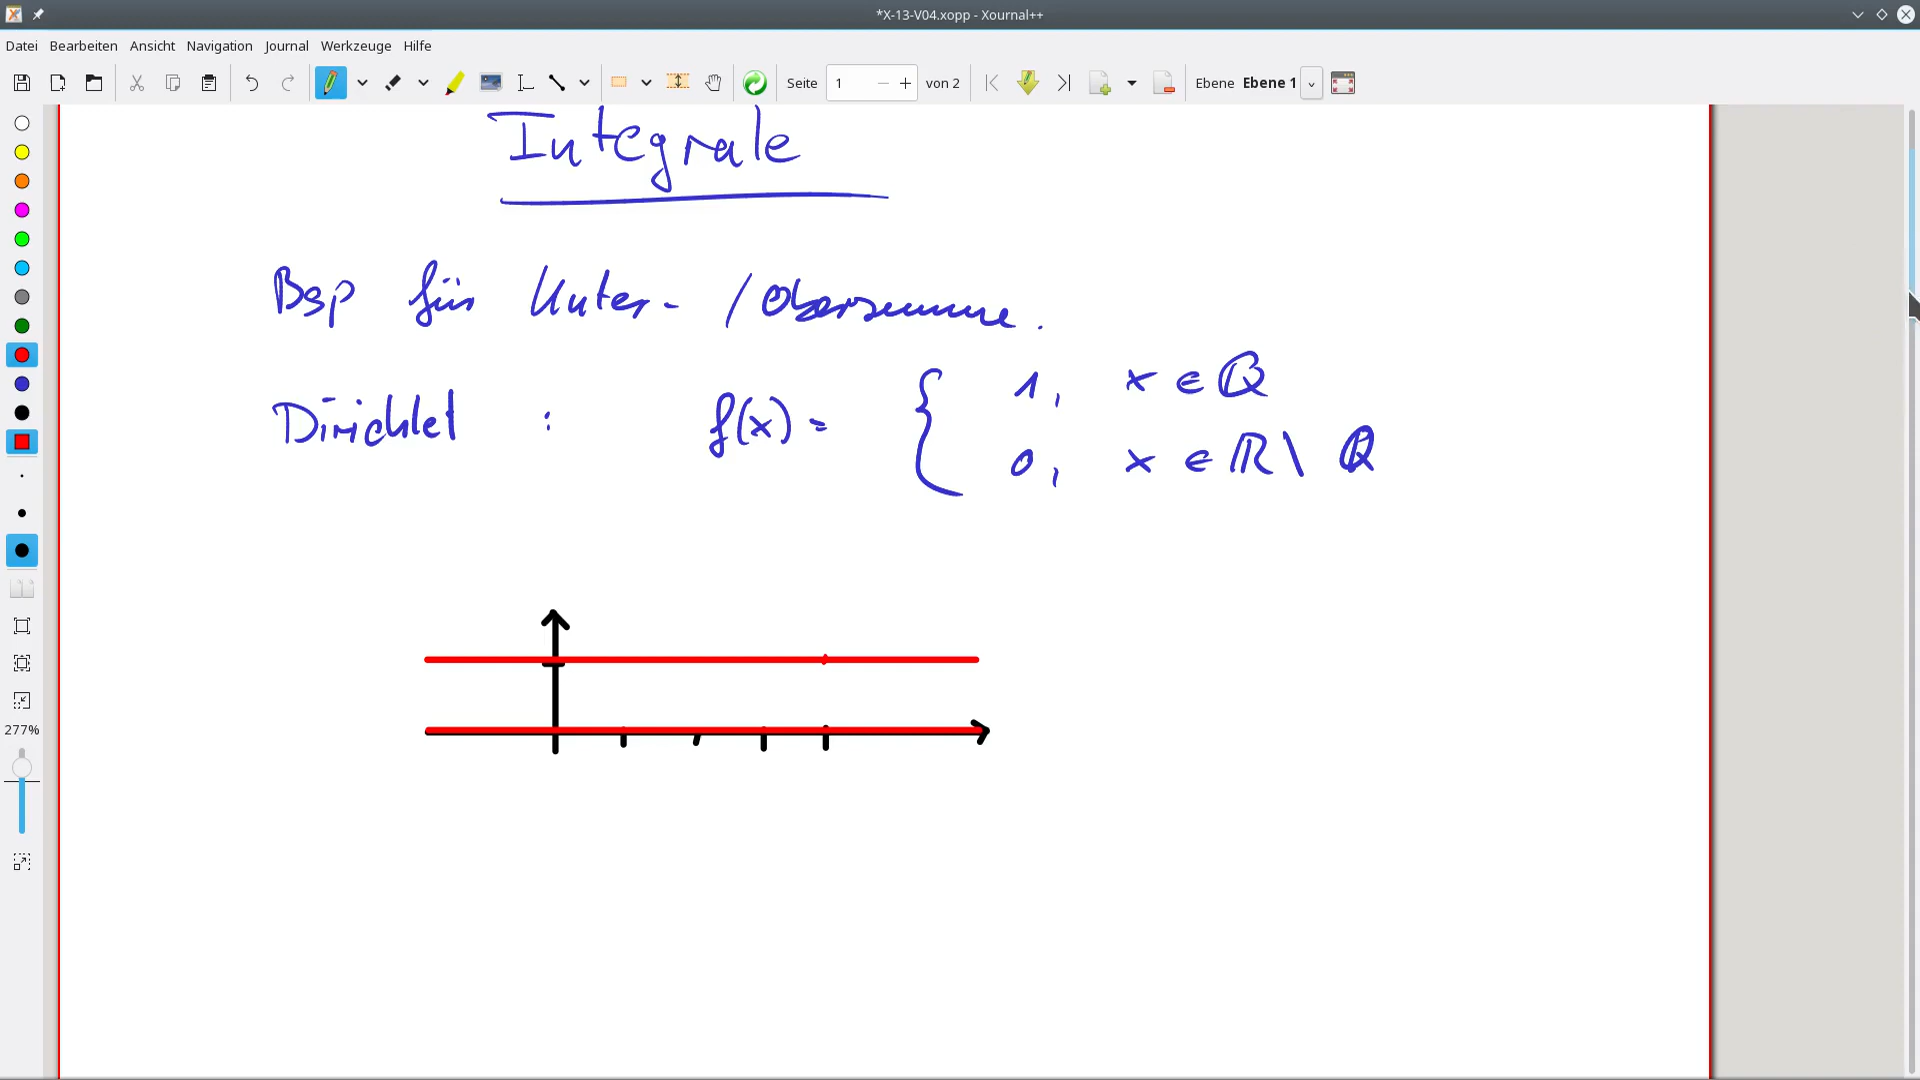 *X-13-V04.xopp - Xournal++
Datei Bearbeiten Ansicht Navigation Journal Werkzeuge Hilfe
Seite 1 von 2 Ebene Ebene 1
Integrale
Bsp für Unter- / Obersumme.
Dirichlet : f(x) = { 1, x ∈ ℚ
0, x ∈ ℝ \ ℚ
277%